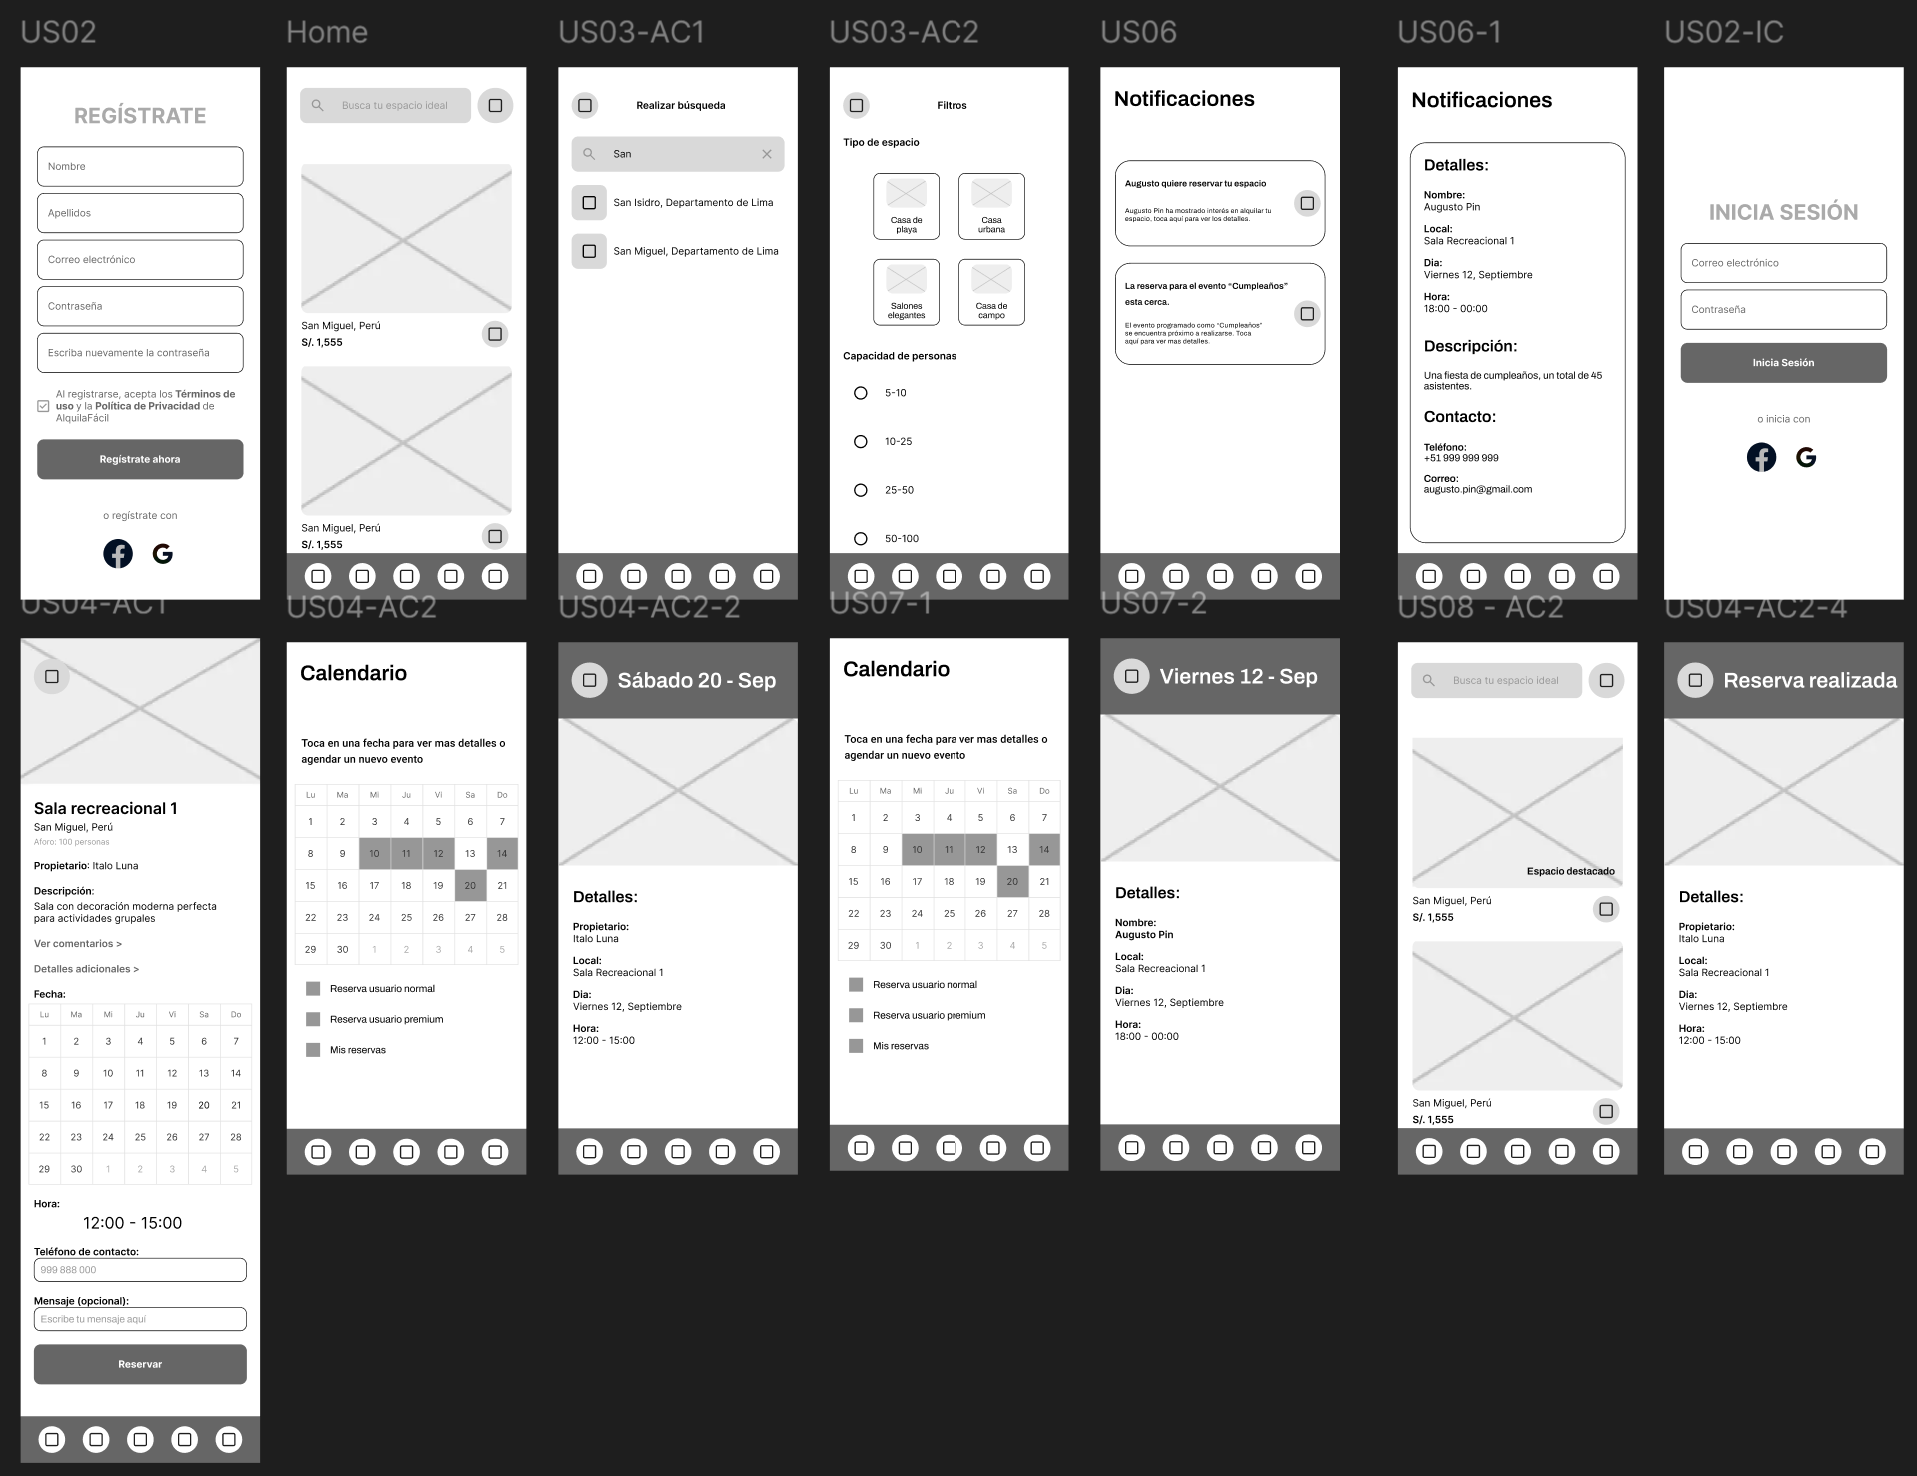 US02
REGÍSTRATE
Nombre
Apellidos
Correo electrónico
Contraseña
Escriba nuevamente la contraseña
Al registrarse, acepta los Términos de
uso y la Política de Privacidad de
AlquilaFácil
Regístrate ahora
o regístrate con
Home
Busca tu espacio ideal
San Miguel, Perú
S/. 1,555
San Miguel, Perú
S/. 1,555
US03-AC1
Realizar búsqueda
San
San Isidro, Departamento de Lima
San Miguel, Departamento de Lima
US03-AC2
Filtros
Tipo de espacio
Casa de
playa
Casa
urbana
Salones
elegantes
Casa de
campo
Capacidad de personas
5-10
10-25
25-50
50-100
US06
Notificaciones
Augusto quiere reservar tu espacio
Augusto Pin ha mostrado interés en alquilar tu
espacio, toca aquí para ver los detalles.
La reserva para el evento “Cumpleaños”
esta cerca.
El evento programado como “Cumpleaños”
se encuentra próximo a realizarse. Toca
aquí para ver mas detalles.
US06-1
Notificaciones
Detalles:
Nombre:
Augusto Pin
Local:
Sala Recreacional 1
Dia:
Viernes 12, Septiembre
Hora:
18:00 - 00:00
Descripción:
Una fiesta de cumpleaños, un total de 45
asistentes.
Contacto:
Teléfono:
+51 999 999 999
Correo:
augusto.pin@gmail.com
US02-IC
INICIA SESIÓN
Correo electrónico
Contraseña
Inicia Sesión
o inicia con
US04-AC1
Sala recreacional 1
San Miguel, Perú
Aforo: 100 personas
Propietario: Italo Luna
Descripción:
Sala con decoración moderna perfecta
para actividades grupales
Ver comentarios >
Detalles adicionales >
Fecha:
Lu Ma Mi Ju Vi Sa Do
1 2 3 4 5 6 7
8 9 10 11 12 13 14
15 16 17 18 19 20 21
22 23 24 25 26 27 28
29 30 1 2 3 4 5
Hora:
12:00 - 15:00
Teléfono de contacto:
999 888 000
Mensaje (opcional):
Escribe tu mensaje aquí
Reservar
US04-AC2
Calendario
Toca en una fecha para ver mas detalles o
agendar un nuevo evento
Lu Ma Mi Ju Vi Sa Do
1 2 3 4 5 6 7
8 9 10 11 12 13 14
15 16 17 18 19 20 21
22 23 24 25 26 27 28
29 30 1 2 3 4 5
Reserva usuario normal
Reserva usuario premium
Mis reservas
US04-AC2-2
Sábado 20 - Sep
Detalles:
Propietario:
Italo Luna
Local:
Sala Recreacional 1
Dia:
Viernes 12, Septiembre
Hora:
12:00 - 15:00
US07-1
Calendario
Toca en una fecha para ver mas detalles o
agendar un nuevo evento
Lu Ma Mi Ju Vi Sa Do
1 2 3 4 5 6 7
8 9 10 11 12 13 14
15 16 17 18 19 20 21
22 23 24 25 26 27 28
29 30 1 2 3 4 5
Reserva usuario normal
Reserva usuario premium
Mis reservas
US07-2
Viernes 12 - Sep
Detalles:
Nombre:
Augusto Pin
Local:
Sala Recreacional 1
Dia:
Viernes 12, Septiembre
Hora:
18:00 - 00:00
US08 - AC2
Busca tu espacio ideal
Espacio destacado
San Miguel, Perú
S/. 1,555
San Miguel, Perú
S/. 1,555
US04-AC2-4
Reserva realizada
Detalles:
Propietario:
Italo Luna
Local:
Sala Recreacional 1
Dia:
Viernes 12, Septiembre
Hora:
12:00 - 15:00